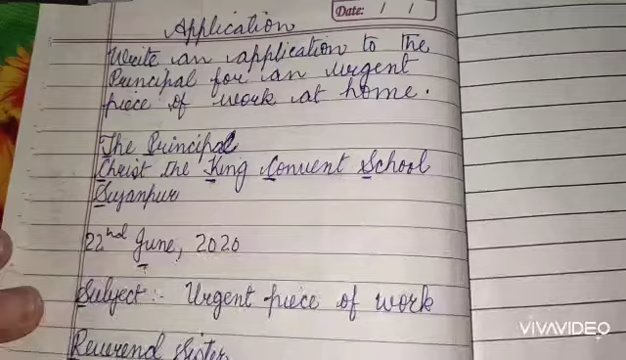 Date: / /
Application
Write an application to the
Principal for an urgent
piece of work at home.
The Principal
Christ the King Convent School
Sujanpur
22nd June, 2020
Subject:- Urgent piece of work
Reverend Sister
VIVAVIDEO